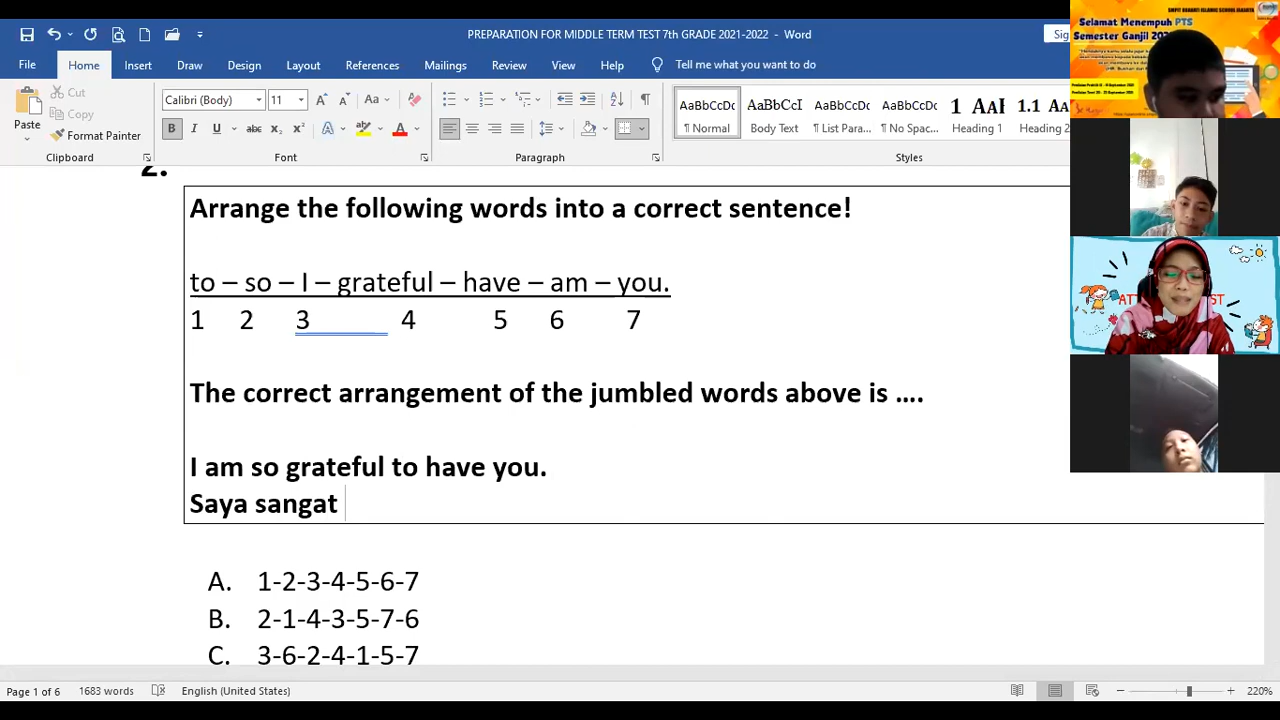 PREPARATION FOR MIDDLE TERM TEST 7th GRADE 2021-2022 - Word
File Home Insert Draw Design Layout References Mailings Review View Help Tell me what you want to do
Paste
Cut
Copy
Format Painter
Clipboard
Calibri (Body) 11
Font
Paragraph
AaBbCcDc AaBbCcI AaBbCcDc AaBbCcDc 1 AaI 1.1 AaB
¶ Normal Body Text ¶ List Para... ¶ No Spac... Heading 1 Heading 2
Styles
2.
Arrange the following words into a correct sentence!
to – so – I – grateful – have – am – you.
1 2 3 4 5 6 7
The correct arrangement of the jumbled words above is ….
I am so grateful to have you.
Saya sangat
A. 1-2-3-4-5-6-7
B. 2-1-4-3-5-7-6
C. 3-6-2-4-1-5-7
Page 1 of 6 1683 words English (United States) 220%
Selamat Menempuh PTS
Semester Ganjil